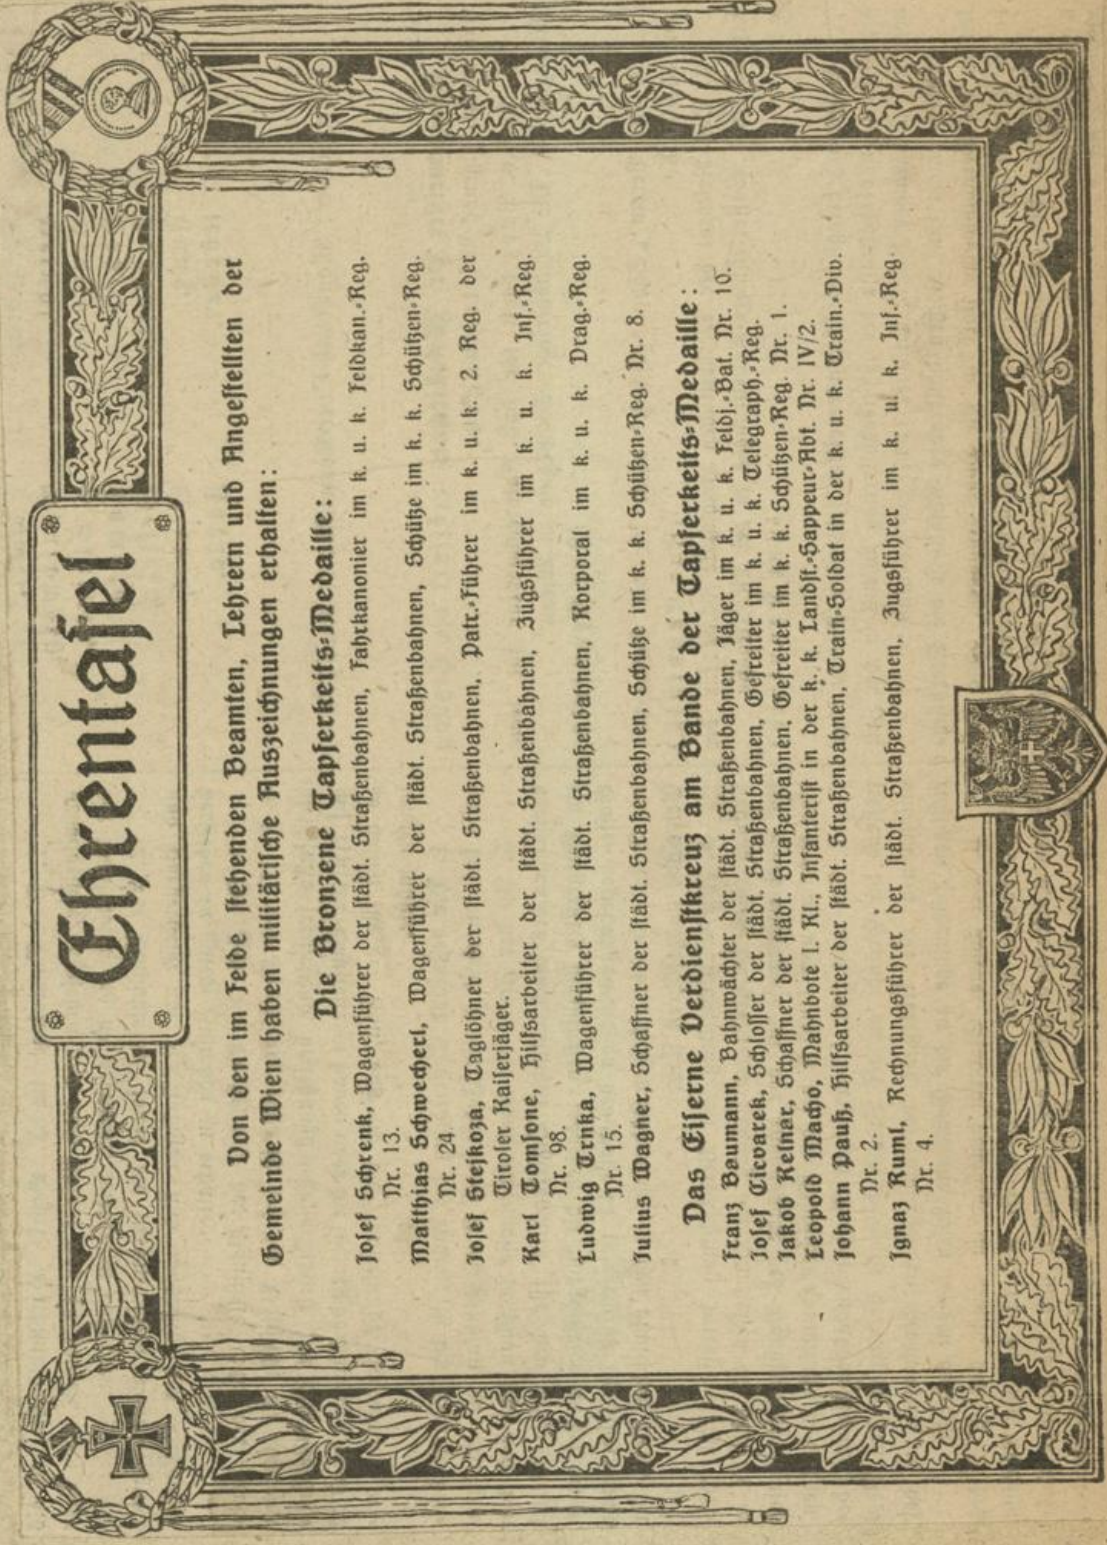 Ehrentafel
Von den im Felde stehenden Beamten, Lehrern und Angestellten der
Gemeinde Wien haben militärische Auszeichnungen erhalten:
Die Bronzene Tapferkeits-Medaille:
Josef Schrenk, Wagenführer der städt. Straßenbahnen, Fahrkanonier im k. u. k. Feldkan.-Reg.
Nr. 13.
Matthias Schwecherl, Wagenführer der städt. Straßenbahnen, Schütze im k. k. Schützen-Reg.
Nr. 24
Josef Stejkoza, Taglöhner der städt. Straßenbahnen, Patr.-Führer im k. u. k. 2. Reg. der
Tiroler Kaiserjäger.
Karl Tomsone, Hilfsarbeiter der städt. Straßenbahnen, Zugsführer im k. u. k. Inf.-Reg.
Nr. 98.
Ludwig Trnka, Wagenführer der städt. Straßenbahnen, Korporal im k. u. k. Drag.-Reg.
Nr. 15.
Julius Wagner, Schaffner der städt. Straßenbahnen, Schütze im k. k. Schützen-Reg. Nr. 8.
Das Eiserne Verdienstkreuz am Bande der Tapferkeits-Medaille:
Franz Baumann, Bahnwächter der städt. Straßenbahnen, Jäger im k. u. k. Feldj.-Bat. Nr. 10.
Josef Cicvarek, Schlosser der städt. Straßenbahnen, Gefreiter im k. u. k. Telegraph.-Reg.
Jakob Kelnar, Schaffner der städt. Straßenbahnen, Gefreiter im k. k. Schützen-Reg. Nr. 1.
Leopold Macho, Mahnbote I. Kl., Infanterist in der k. k. Landst.-Sappeur-Abt. Nr. IV/2.
Johann Pauß, Hilfsarbeiter der städt. Straßenbahnen, Train-Soldat in der k. u. k. Train.-Div.
Nr. 2.
Ignaz Ruml, Rechnungsführer der städt. Straßenbahnen, Zugsführer im k. u. k. Inf.-Reg.
Nr. 4.